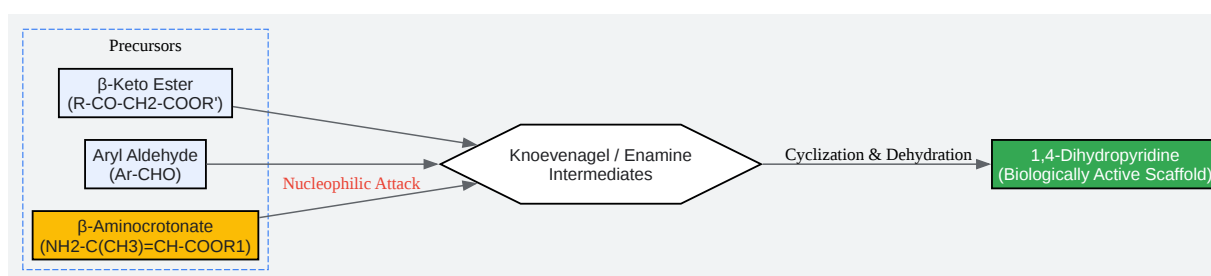 Precursors
β-Keto Ester
(R-CO-CH2-COOR')
Aryl Aldehyde
(Ar-CHO)
Nucleophilic Attack
β-Aminocrotonate
(NH2-C(CH3)=CH-COOR1)
Knoevenagel / Enamine
Intermediates
Cyclization & Dehydration
1,4-Dihydropyridine
(Biologically Active Scaffold)